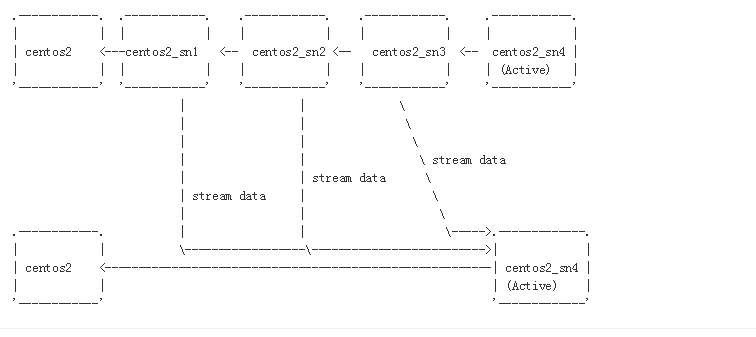 centos2 <---centos2_sn1 <-- centos2_sn2 <-- centos2_sn3 <-- centos2_sn4
(Active)
stream data
stream data
stream data
centos2 centos2_sn4
(Active)